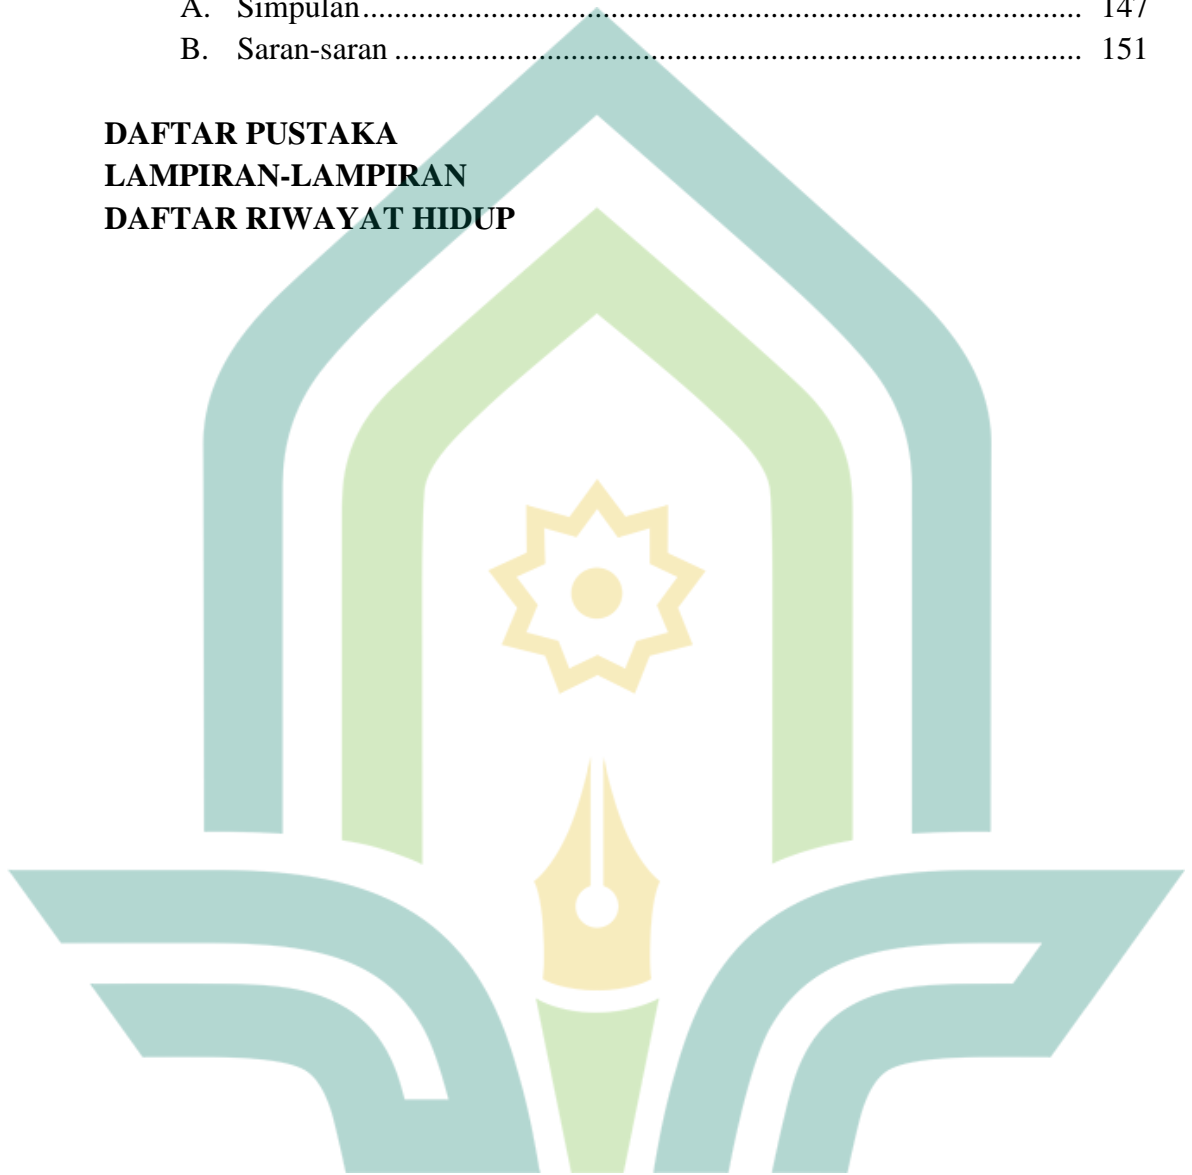 A. Simpulan.......................................................................................... 147
B. Saran-saran ...................................................................................... 151
DAFTAR PUSTAKA
LAMPIRAN-LAMPIRAN
DAFTAR RIWAYAT HIDUP